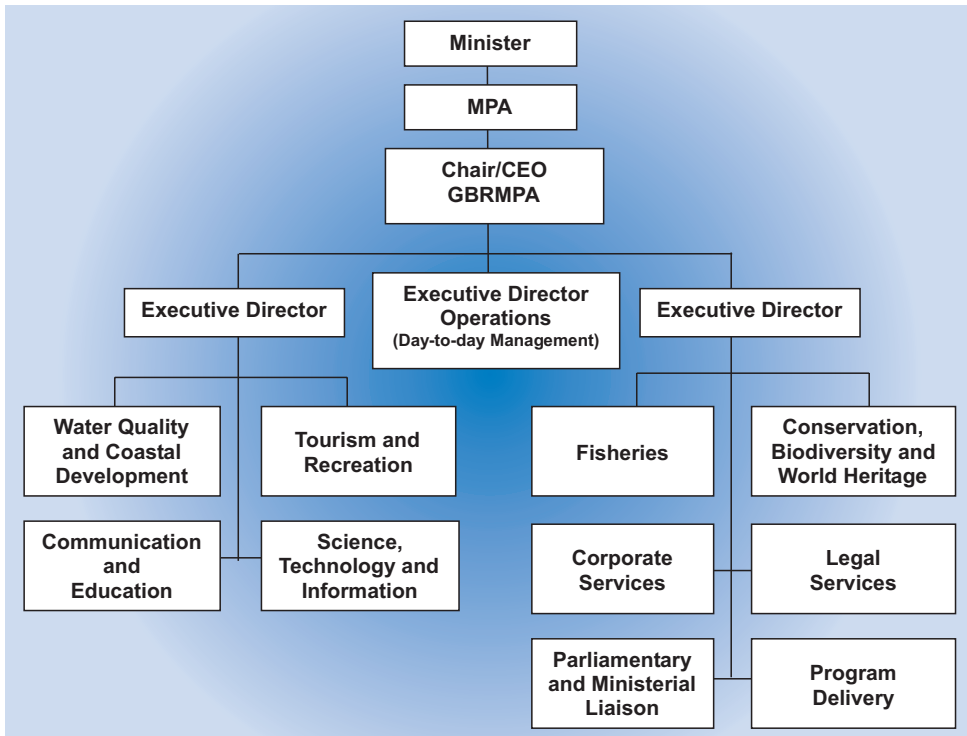 Minister
MPA
Chair/CEO
GBRMPA
Executive Director
Executive Director
Operations
(Day-to-day Management)
Executive Director
Water Quality
and Coastal
Development
Tourism and
Recreation
Fisheries
Conservation,
Biodiversity and
World Heritage
Communication
and
Education
Science,
Technology and
Information
Corporate
Services
Legal
Services
Parliamentary
and Ministerial
Liaison
Program
Delivery